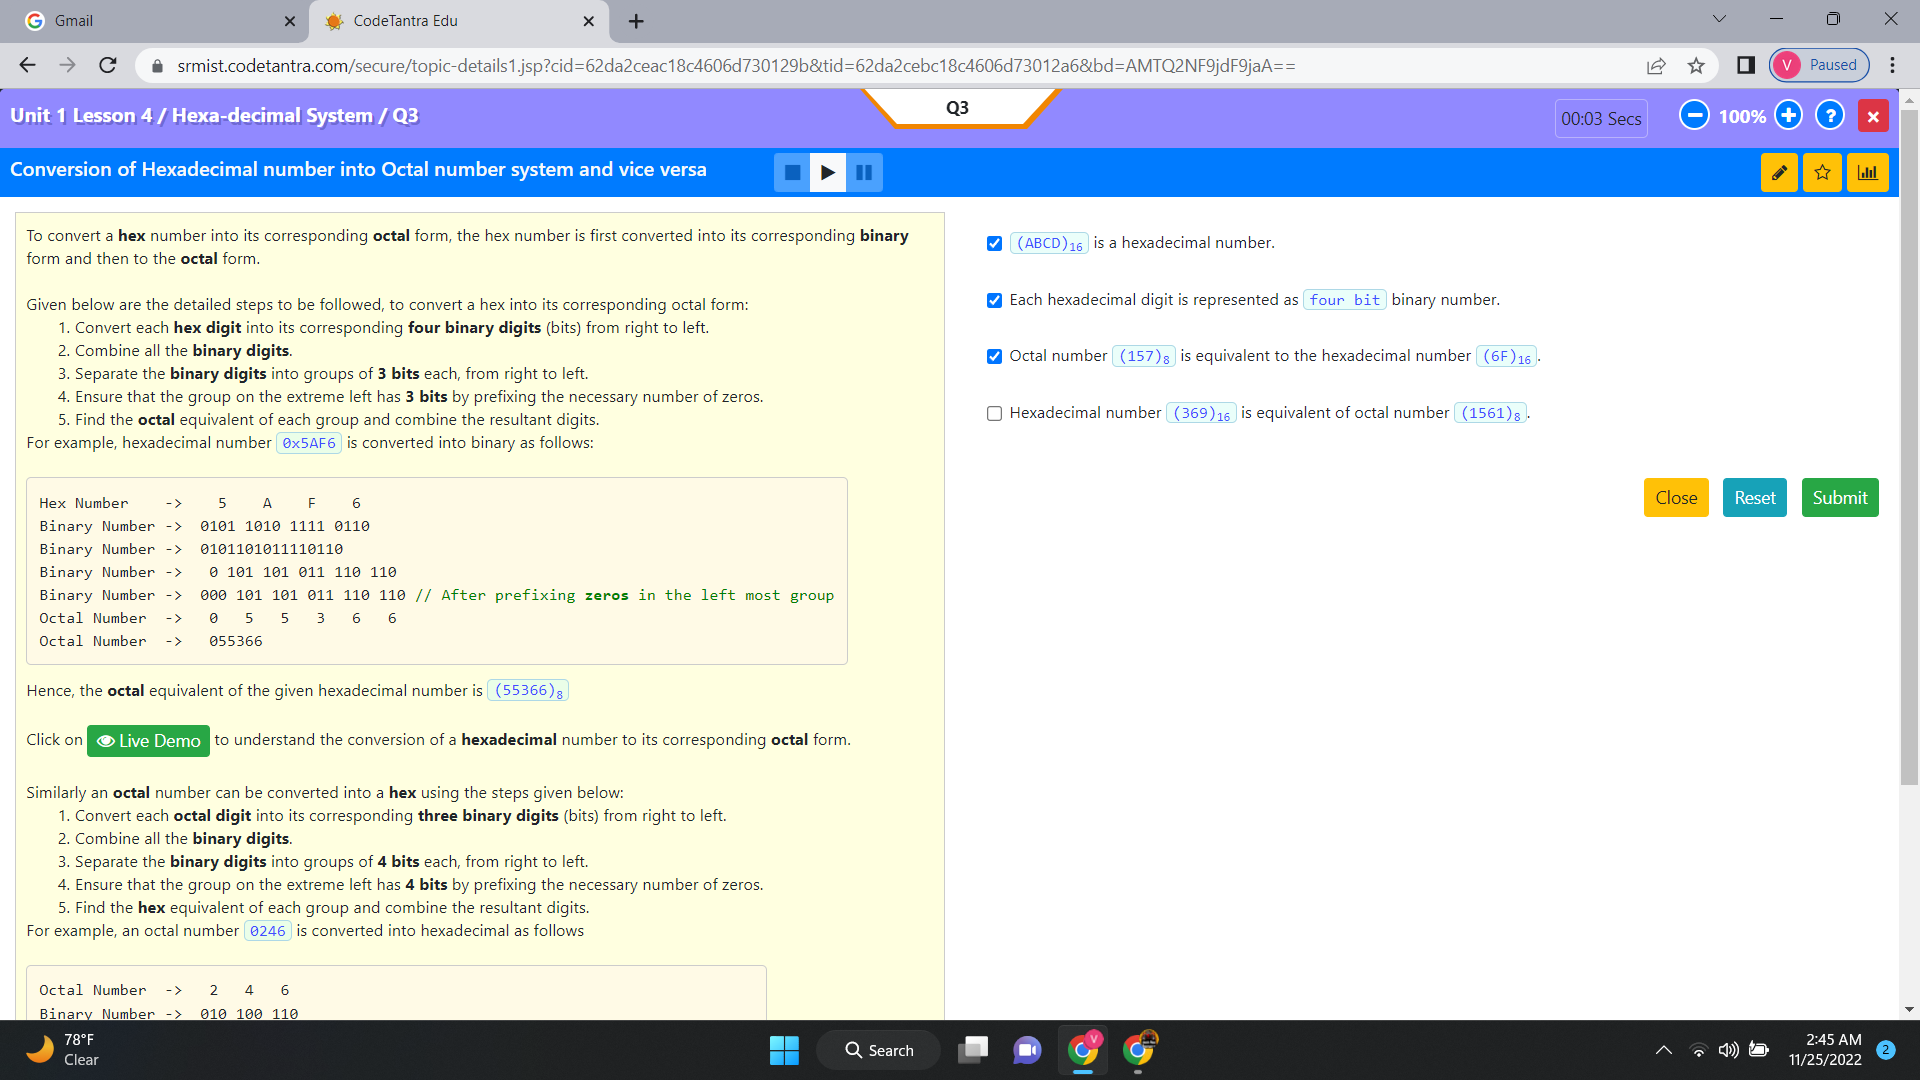 Gmail
CodeTantra Edu
srmist.codetantra.com/secure/topic-details1.jsp?cid=62da2ceac18c4606d730129b&tid=62da2cebc18c4606d73012a6&bd=AMTQ2NF9jdF9jaA==
V Paused
Unit 1 Lesson 4 / Hexa-decimal System / Q3
Q3
00:03 Secs
100%
?
Conversion of Hexadecimal number into Octal number system and vice versa
To convert a hex number into its corresponding octal form, the hex number is first converted into its corresponding binary
form and then to the octal form.
Given below are the detailed steps to be followed, to convert a hex into its corresponding octal form:
1. Convert each hex digit into its corresponding four binary digits (bits) from right to left.
2. Combine all the binary digits.
3. Separate the binary digits into groups of 3 bits each, from right to left.
4. Ensure that the group on the extreme left has 3 bits by prefixing the necessary number of zeros.
5. Find the octal equivalent of each group and combine the resultant digits.
For example, hexadecimal number 0x5AF6 is converted into binary as follows:
Hex Number -> 5 A F 6
Binary Number -> 0101 1010 1111 0110
Binary Number -> 0101101011110110
Binary Number -> 0 101 101 011 110 110
Binary Number -> 000 101 101 011 110 110 // After prefixing zeros in the left most group
Octal Number -> 0 5 5 3 6 6
Octal Number -> 055366
Hence, the octal equivalent of the given hexadecimal number is (55366)8
Click on Live Demo to understand the conversion of a hexadecimal number to its corresponding octal form.
Similarly an octal number can be converted into a hex using the steps given below:
1. Convert each octal digit into its corresponding three binary digits (bits) from right to left.
2. Combine all the binary digits.
3. Separate the binary digits into groups of 4 bits each, from right to left.
4. Ensure that the group on the extreme left has 4 bits by prefixing the necessary number of zeros.
5. Find the hex equivalent of each group and combine the resultant digits.
For example, an octal number 0246 is converted into hexadecimal as follows
Octal Number -> 2 4 6
Binary Number -> 010 100 110
(ABCD)16 is a hexadecimal number.
Each hexadecimal digit is represented as four bit binary number.
Octal number (157)8 is equivalent to the hexadecimal number (6F)16.
Hexadecimal number (369)16 is equivalent of octal number (1561)8.
Close Reset Submit
78°F
Clear
Search
V
2:45 AM
11/25/2022
2